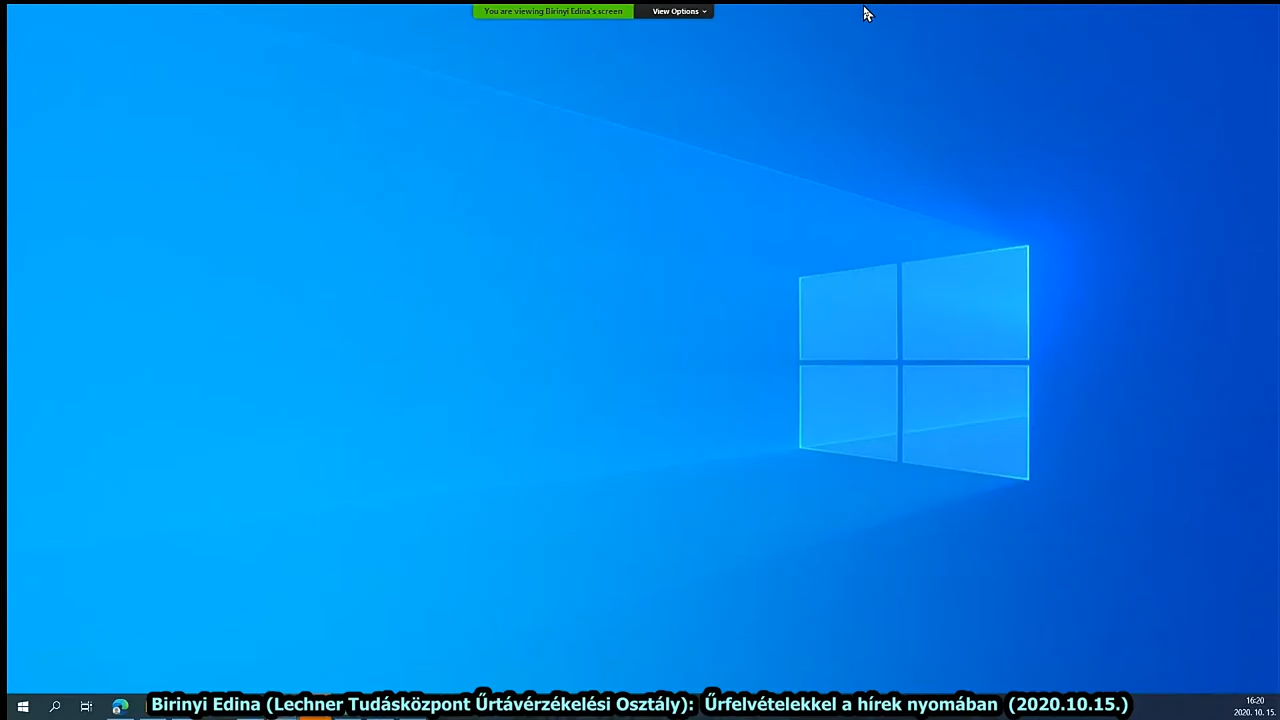 You are viewing Birinyi Edina's screen
View Options
Birinyi Edina (Lechner Tudásközpont Űrtávérzékelési Osztály): Űrfelvételekkel a hírek nyomában (2020.10.15.)
16:20
2020. 10. 15.